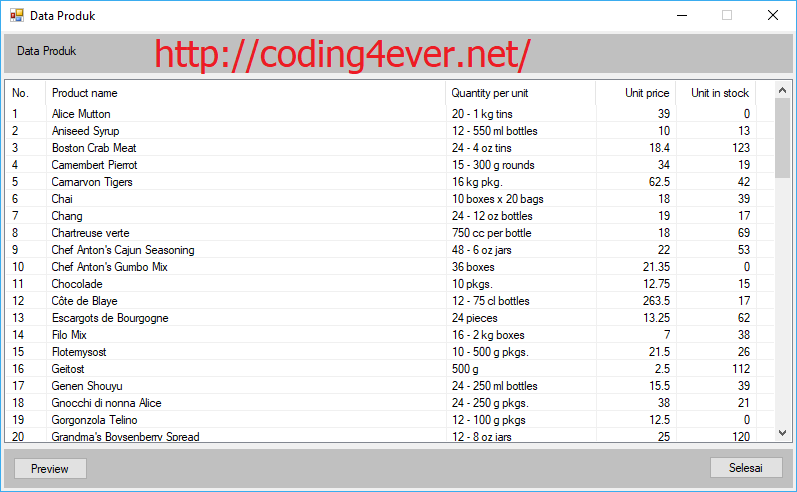 Data Produk
Data Produk http://coding4ever.net/
No. Product name Quantity per unit Unit price Unit in stock
1 Alice Mutton 20 - 1 kg tins 39 0
2 Aniseed Syrup 12 - 550 ml bottles 10 13
3 Boston Crab Meat 24 - 4 oz tins 18.4 123
4 Camembert Pierrot 15 - 300 g rounds 34 19
5 Carnarvon Tigers 16 kg pkg. 62.5 42
6 Chai 10 boxes x 20 bags 18 39
7 Chang 24 - 12 oz bottles 19 17
8 Chartreuse verte 750 cc per bottle 18 69
9 Chef Anton's Cajun Seasoning 48 - 6 oz jars 22 53
10 Chef Anton's Gumbo Mix 36 boxes 21.35 0
11 Chocolade 10 pkgs. 12.75 15
12 Côte de Blaye 12 - 75 cl bottles 263.5 17
13 Escargots de Bourgogne 24 pieces 13.25 62
14 Filo Mix 16 - 2 kg boxes 7 38
15 Flotemysost 10 - 500 g pkgs. 21.5 26
16 Geitost 500 g 2.5 112
17 Genen Shouyu 24 - 250 ml bottles 15.5 39
18 Gnocchi di nonna Alice 24 - 250 g pkgs. 38 21
19 Gorgonzola Telino 12 - 100 g pkgs 12.5 0
20 Grandma's Boysenberry Spread 12 - 8 oz jars 25 120
Preview Selesai